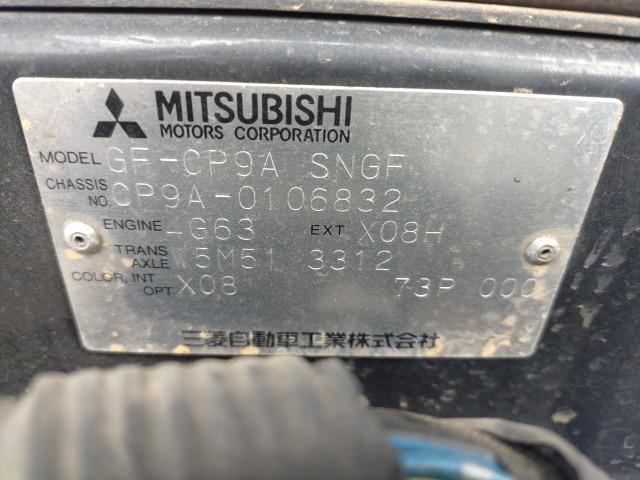 MITSUBISHI
MOTORS CORPORATION
MODEL GF-CP9A SNGF
CHASSIS NO. CP9A-0106832
ENGINE -G63 EXT X08H
TRANS AXLE 5M51 3312
COLOR, INT OPT X08 73P 000
三菱自動車工業株式会社